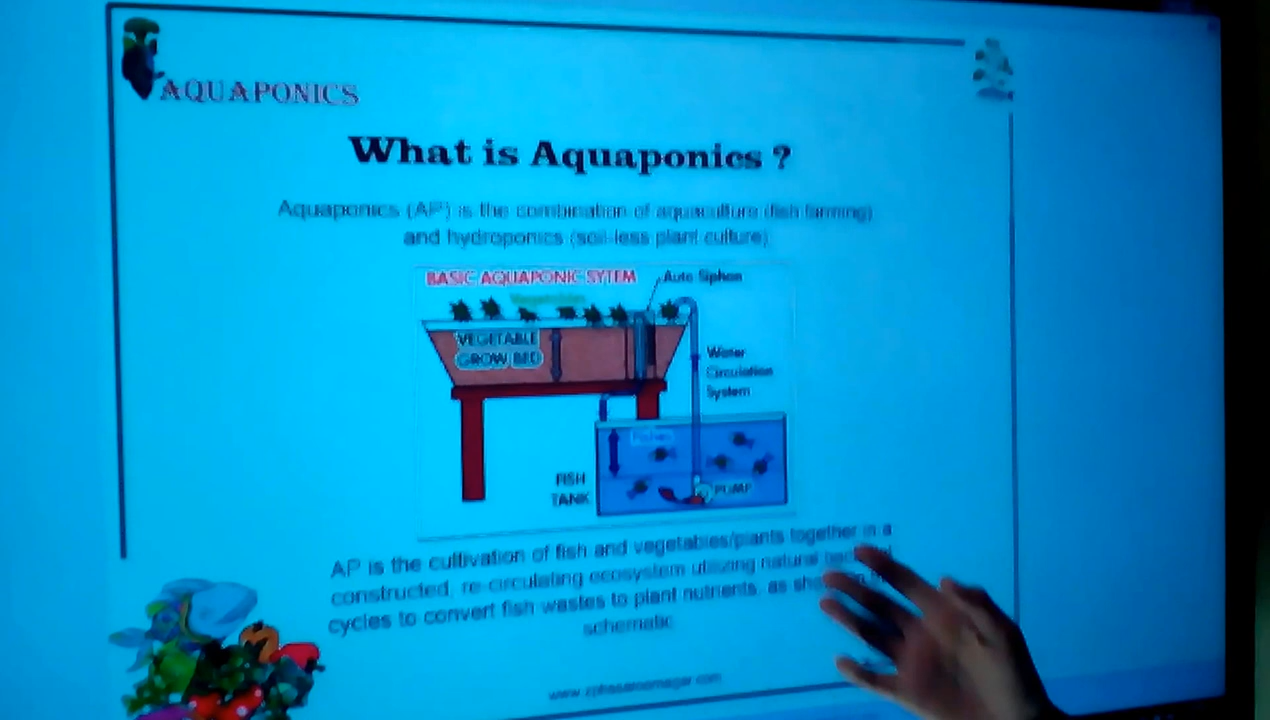 AQUAPONICS
What is Aquaponics ?
Aquaponics (AP) is the combination of aquaculture (fish farming)
and hydroponics (soil-less plant culture)
BASIC AQUAPONIC SYTEM
Auto Siphon
Vegetables
VEGETABLE
GROW BED
Water
Circulation
System
Fishes
FISH
TANK
PUMP
AP is the cultivation of fish and vegetables/plants together in a
constructed, re-circulating ecosystem utilizing natural
cycles to convert fish wastes to plant nutrients, as
schematic